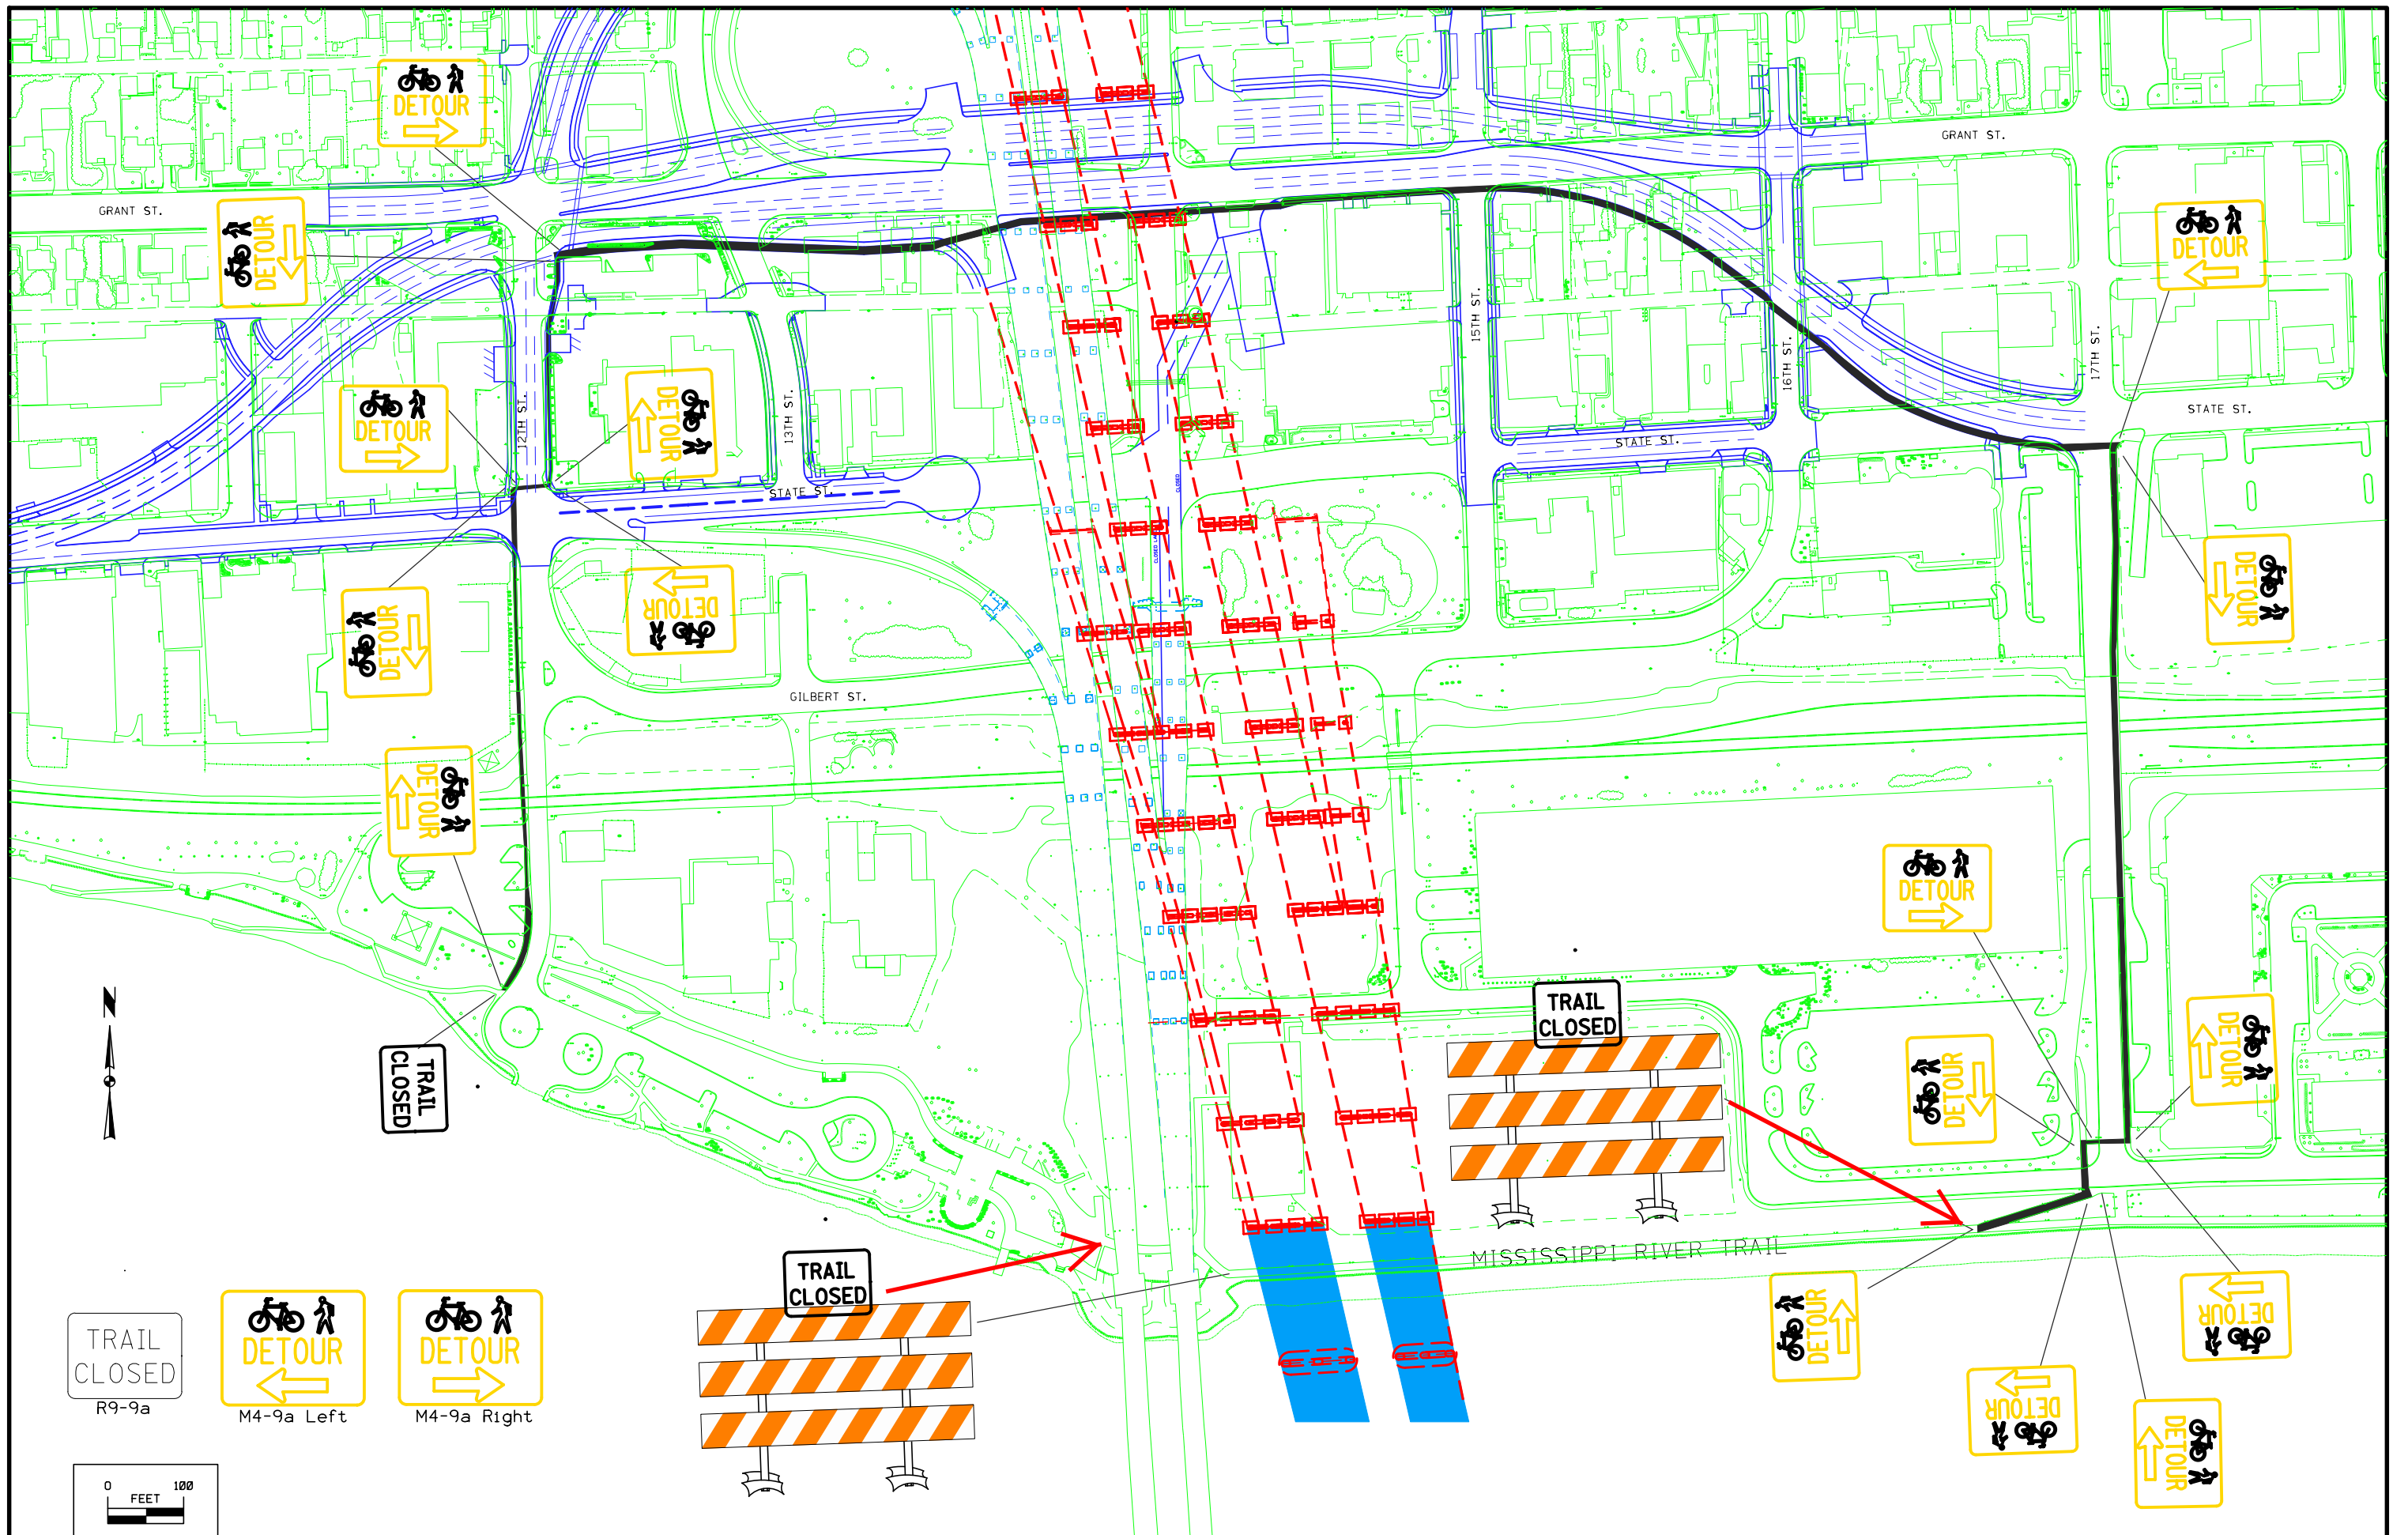 DETOUR
GRANT ST.
GRANT ST.
DETOUR
DETOUR
15TH ST.
16TH ST.
17TH ST.
DETOUR
DETOUR
12TH ST.
13TH ST.
STATE ST.
STATE ST.
STATE ST.
CLOSED
DETOUR
DETOUR
DETOUR
GILBERT ST.
DETOUR
DETOUR
N
TRAIL
CLOSED
TRAIL
CLOSED
DETOUR
DETOUR
MISSISSIPPI RIVER TRAIL
TRAIL
CLOSED
DETOUR
DETOUR
DETOUR
DETOUR
TRAIL
CLOSED
R9-9a
DETOUR
M4-9a Left
DETOUR
M4-9a Right
0 100
FEET